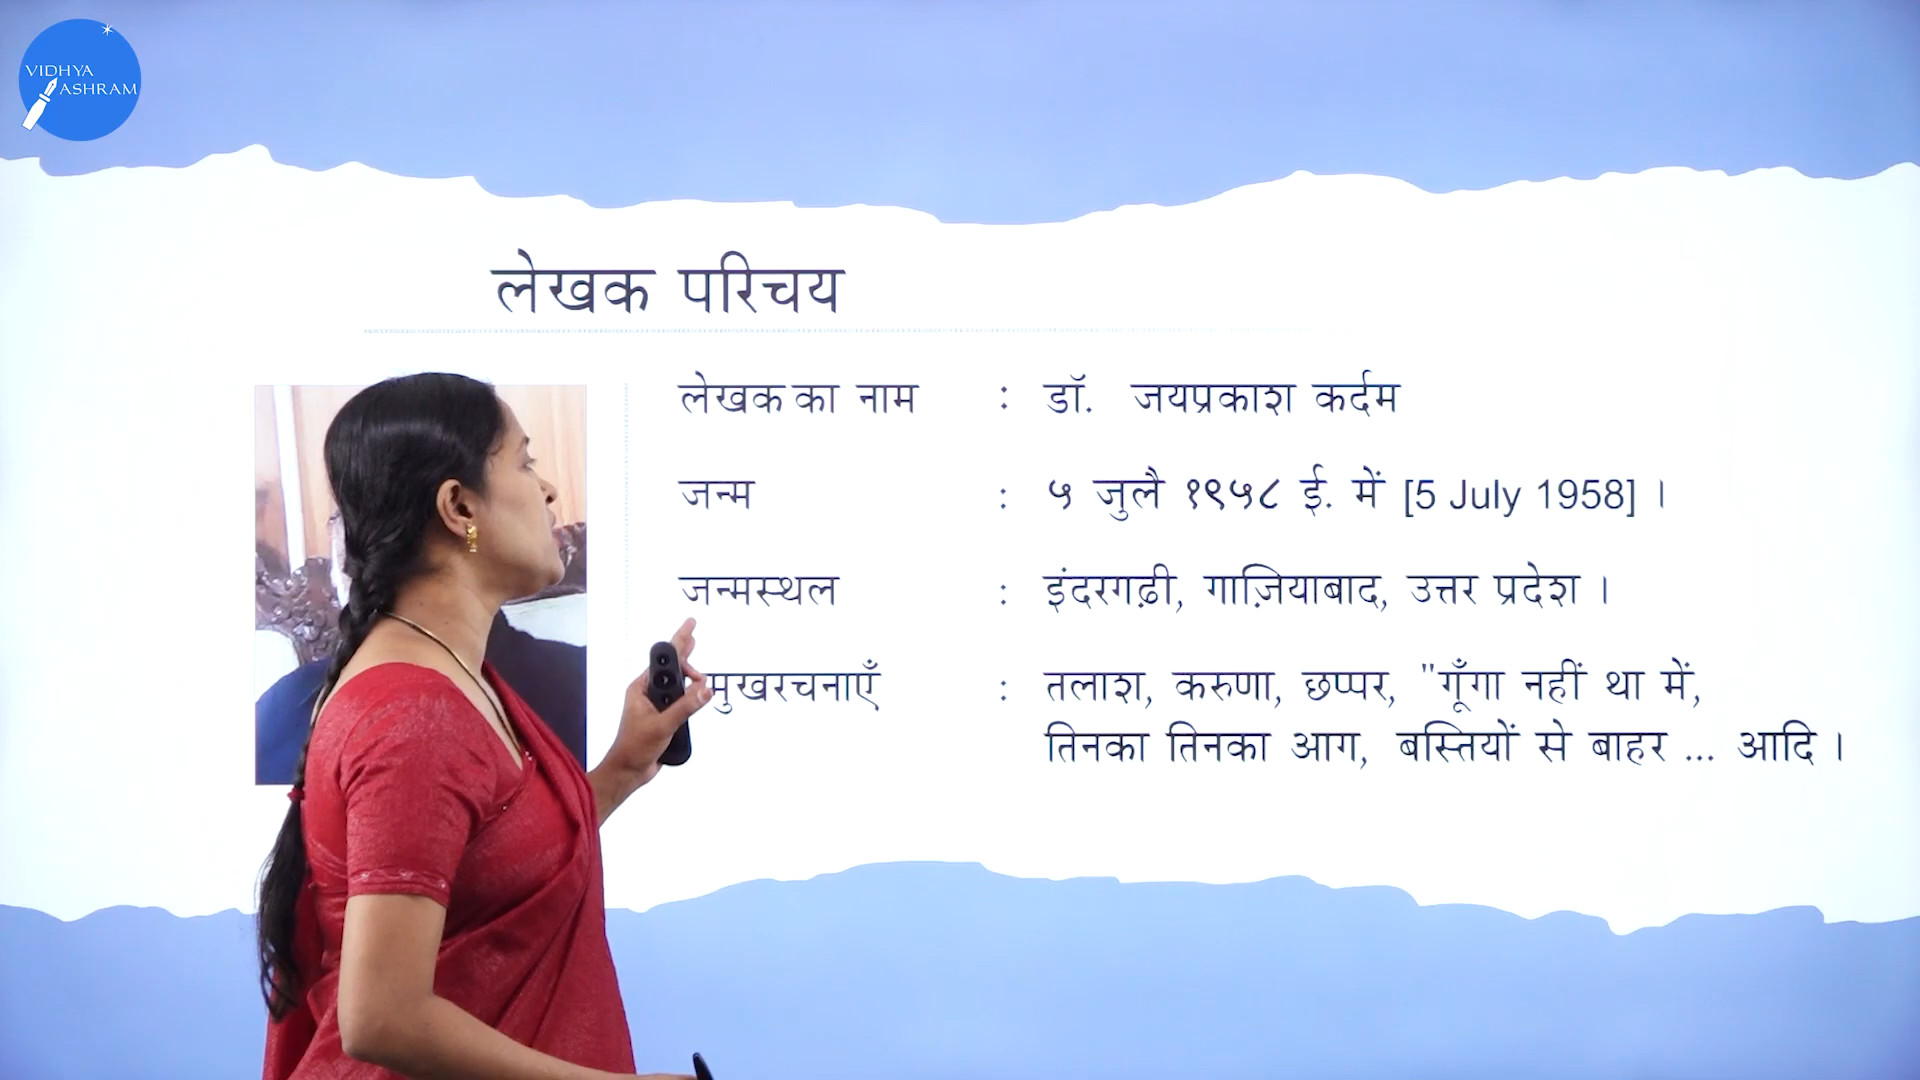 VIDHYA
ASHRAM
लेखक परिचय
लेखक का नाम : डॉ. जयप्रकाश कर्दम
जन्म : ५ जुलै १९५८ ई. में [5 July 1958] ।
जन्मस्थल : इंदरगढ़ी, गाज़ियाबाद, उत्तर प्रदेश ।
मुखरचनाएँ : तलाश, करुणा, छप्पर, "गूँगा नहीं था में,
तिनका तिनका आग, बस्तियों से बाहर ... आदि ।